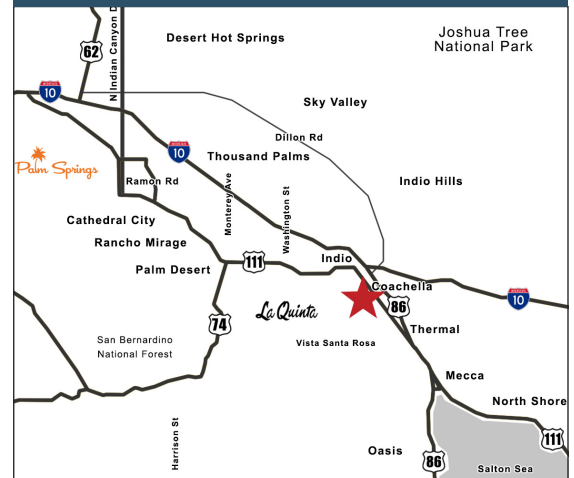 Joshua Tree
National Park
Desert Hot Springs
N Indian Canyon D
62
INTERSTATE
10
Sky Valley
Dillon Rd
INTERSTATE
10
Thousand Palms
Palm Springs
Ramon Rd
Indio Hills
Monterey Ave
Washington St
Cathedral City
Rancho Mirage
Palm Desert
111
Indio
Coachella
INTERSTATE
10
86
La Quinta
74
Thermal
San Bernardino
National Forest
Vista Santa Rosa
Mecca
North Shore
Harrison St
111
Oasis
86
Salton Sea